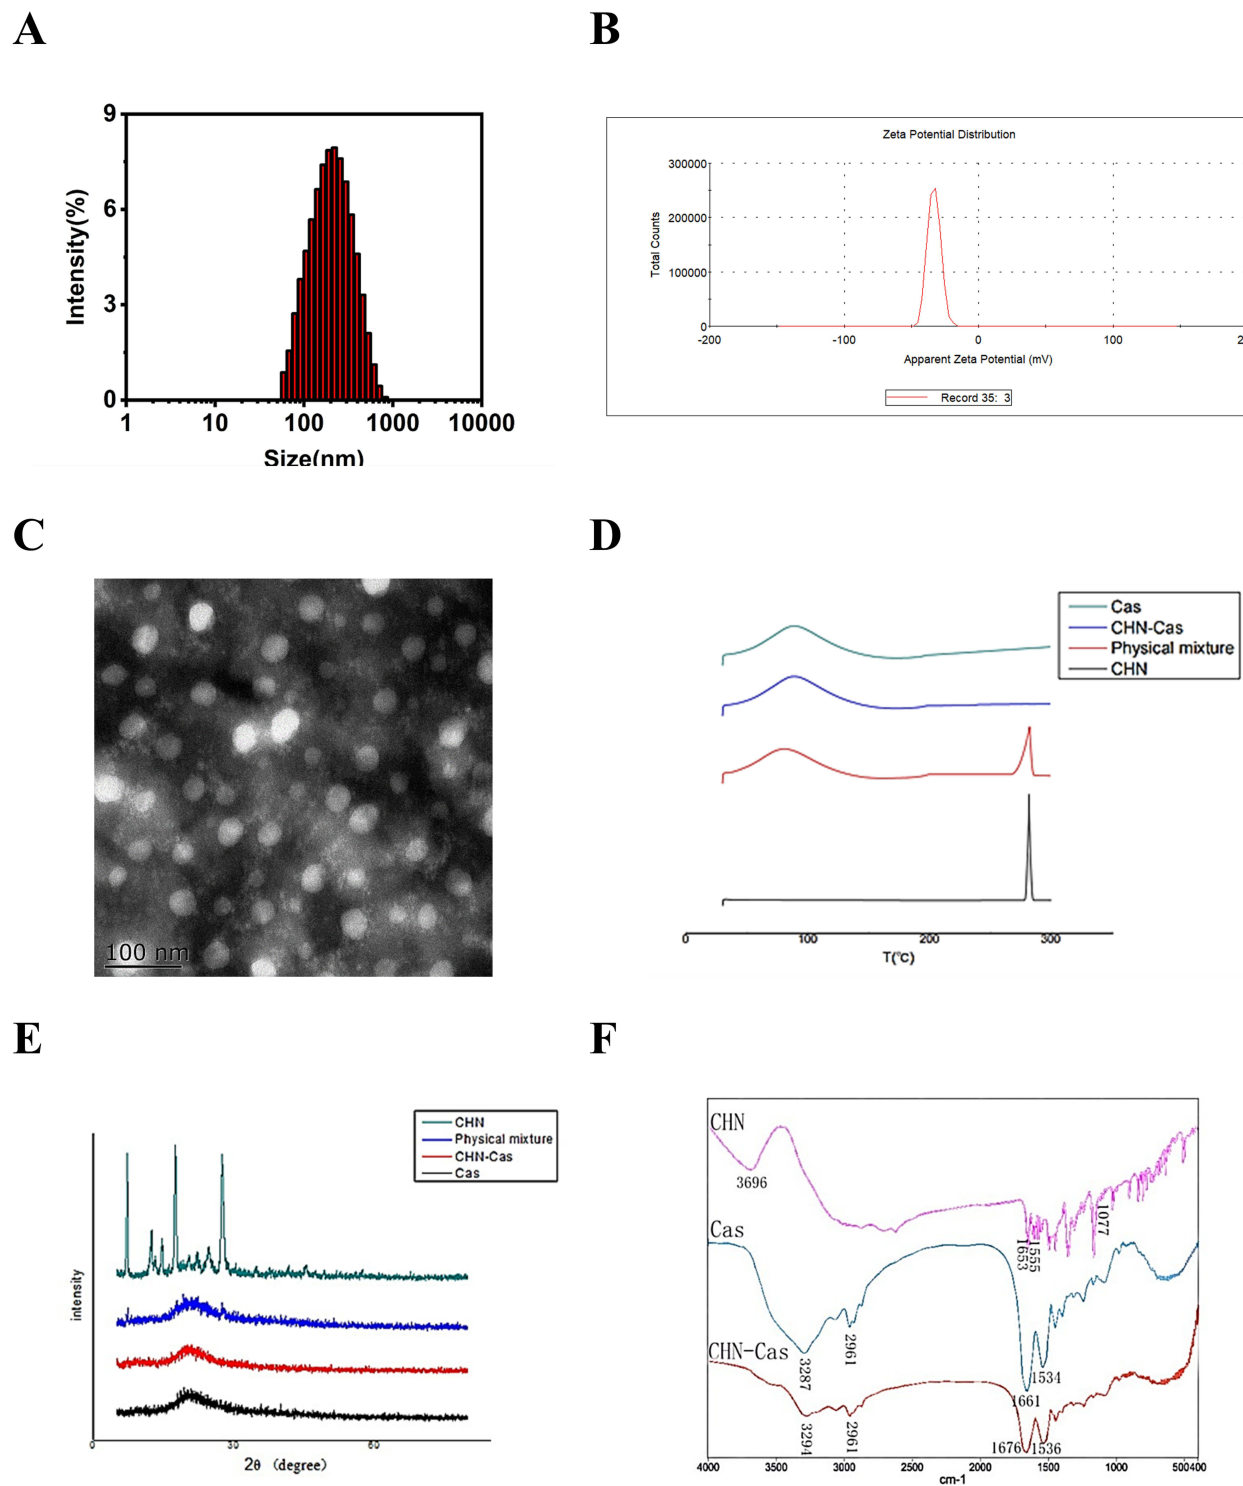 A
B
9
6
3
0
Intensity(%)
1
10
100
1000
10000
Size(nm)
Zeta Potential Distribution
300000
200000
100000
0
Total Counts
-200
-100
0
100
Apparent Zeta Potential (mV)
Record 35: 3
C
D
100 nm
Cas
CHN-Cas
Physical mixture
CHN
0
100
200
300
T(℃)
E
F
CHN
Physical mixture
CHN-Cas
Cas
intensity
0
30
60
2θ (degree)
CHN
3696
1653
1555
1077
Cas
3287
2961
1661
1534
CHN-Cas
3294
2961
1676
1536
4000
3500
3000
2500
2000
1500
1000
500400
cm-1